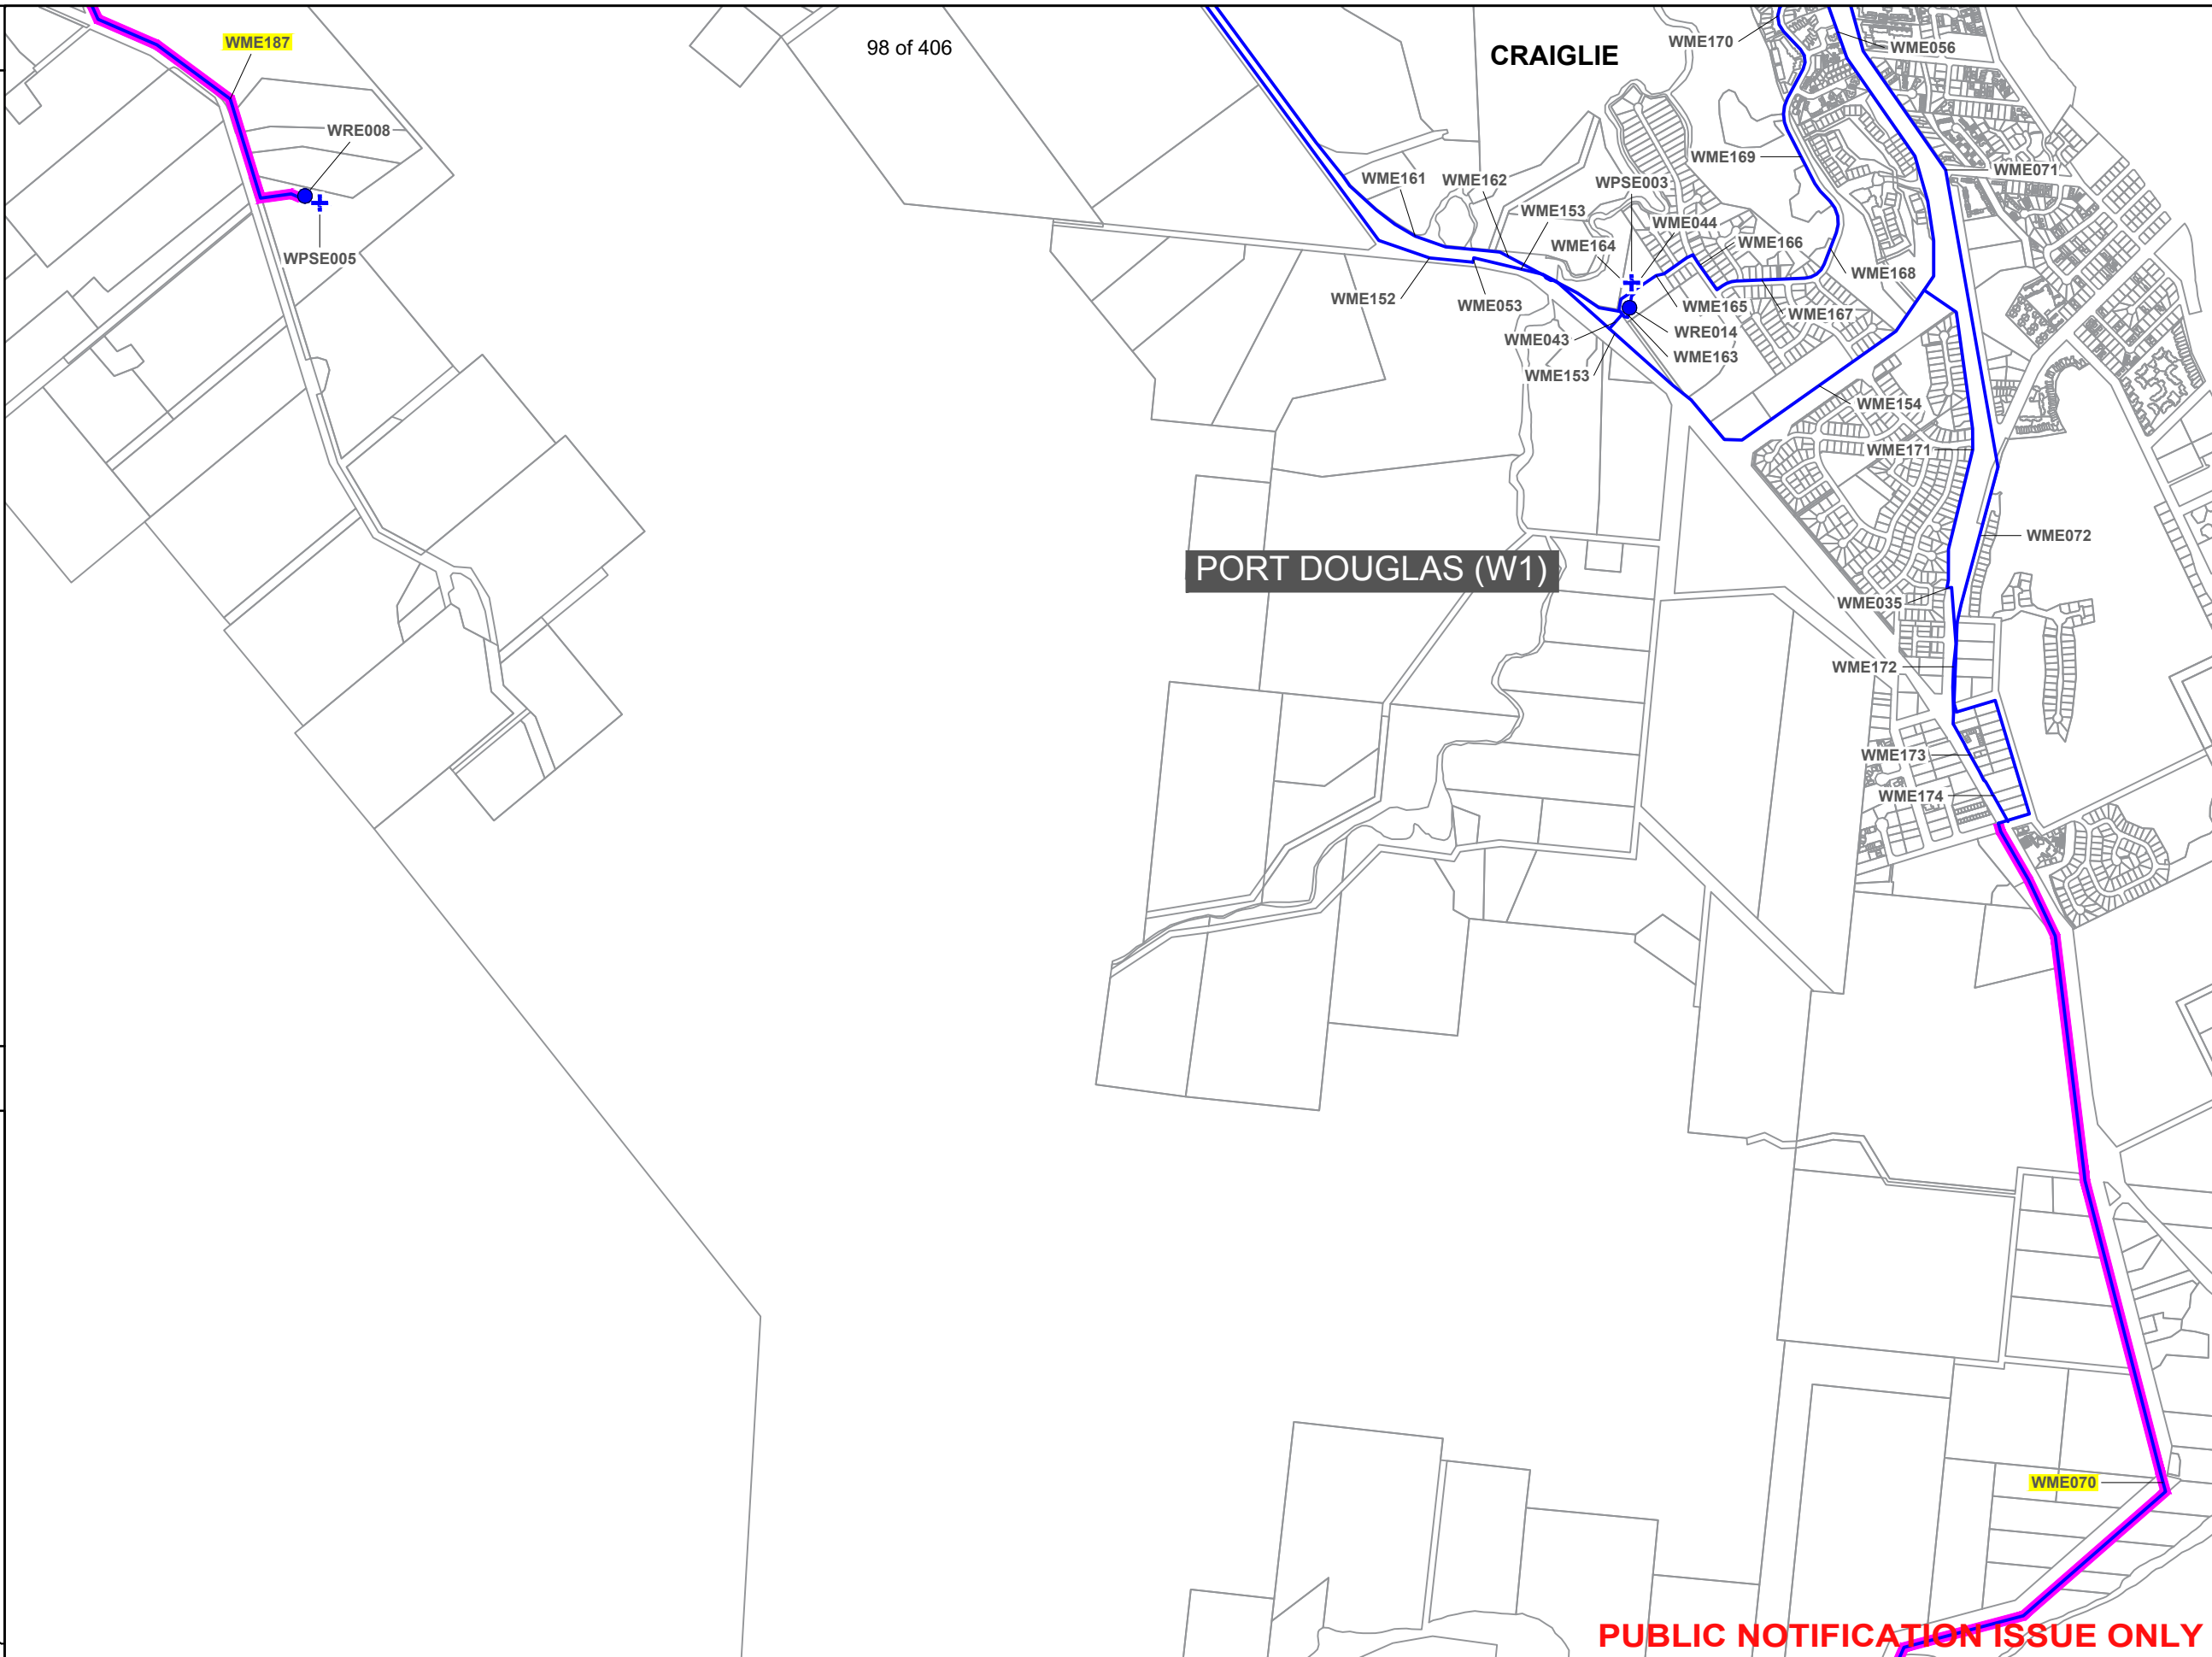 WME187
98 of 406
CRAIGLIE
WME170
WME056
WRE008
WME169
WME071
WME161
WME162
WPSE003
WME153
WME044
WME164
WME166
WPSE005
WME168
WME152
WME053
WME165
WME167
WME043
WRE014
WME163
WME153
WME154
WME171
WME072
PORT DOUGLAS (W1)
WME035
WME172
WME173
WME174
WME070
PUBLIC NOTIFICATION ISSUE ONLY